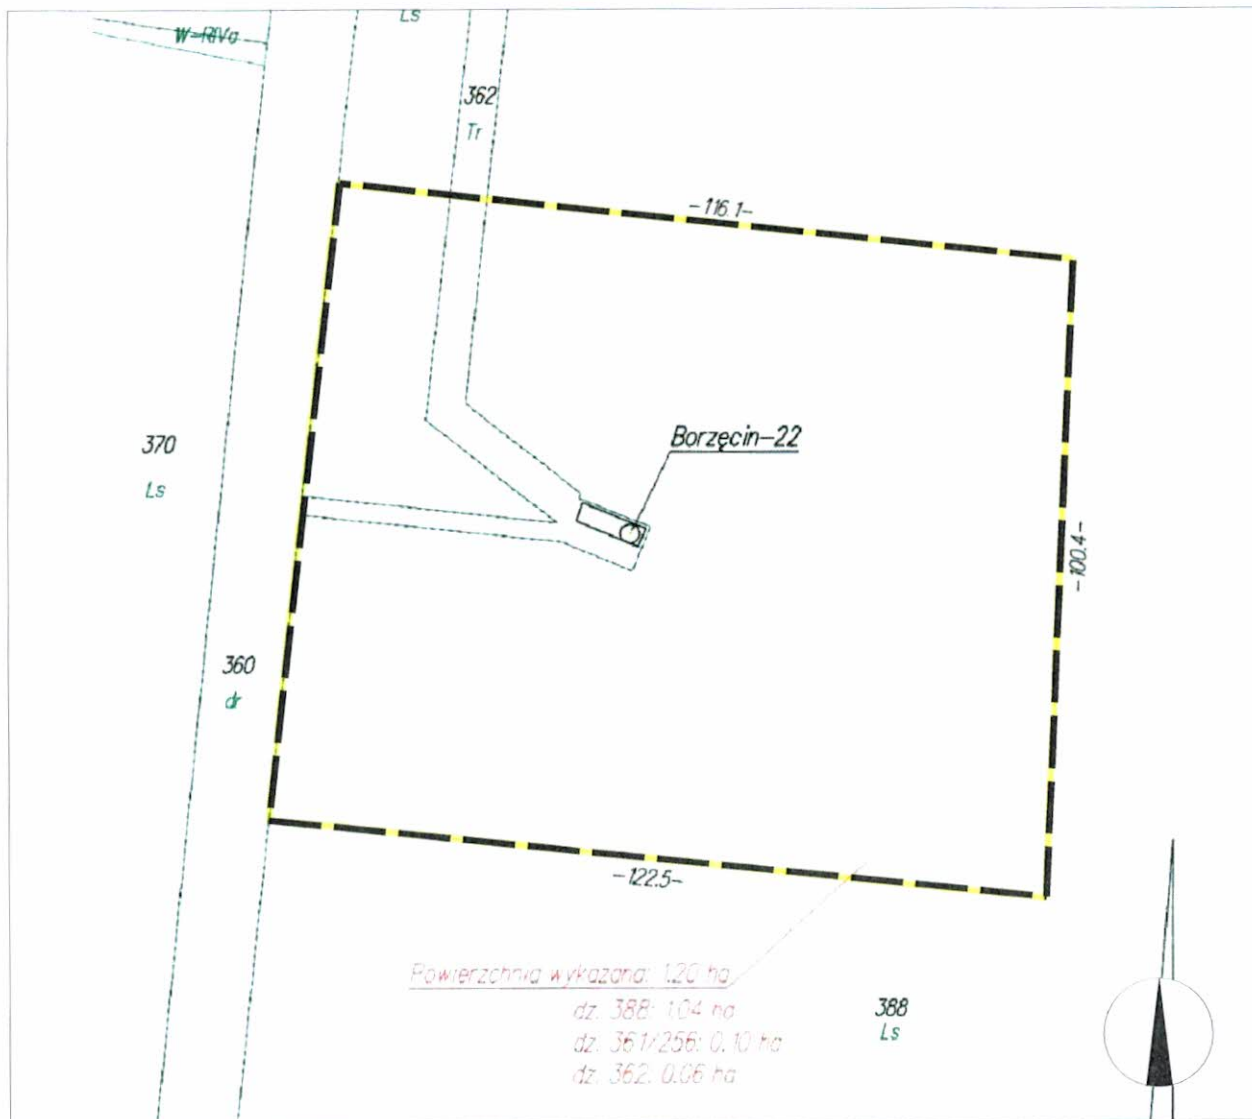 Ls
W-RIVa
362
Tr
-116.1-
370
Ls
Borzęcin-22
-100.4-
360
dr
-122.5-
Powierzchnia wykazana: 1.20 ha
dz. 388: 1.04 ha
dz. 361/256: 0.10 ha
dz. 362: 0.06 ha
388
Ls